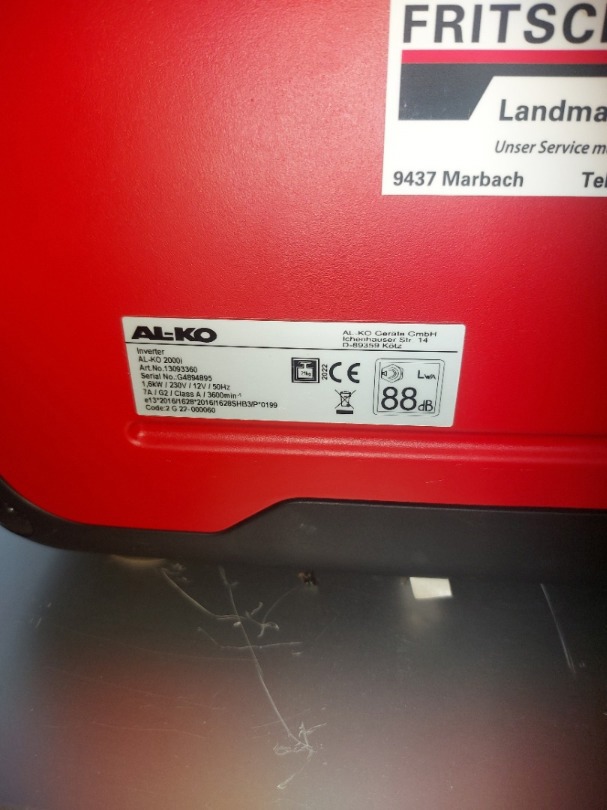 FRITSC
Landma
Unser Service m
9437 Marbach Tel
AL-KO
AL-KO Geräte GmbH
Ichenhauser Str. 14
D-89359 Kötz
Inverter
AL-KO 2000i
Art.No.13093360
Serial No.:G4894895
1,6kW / 230V / 12V / 50Hz
7A / G2 / Class A / 3600min⁻¹
e13*2016/1628*2016/1628SHB3/P*0199
Code:2 G 22-000060
2022
CE
LWA
88dB